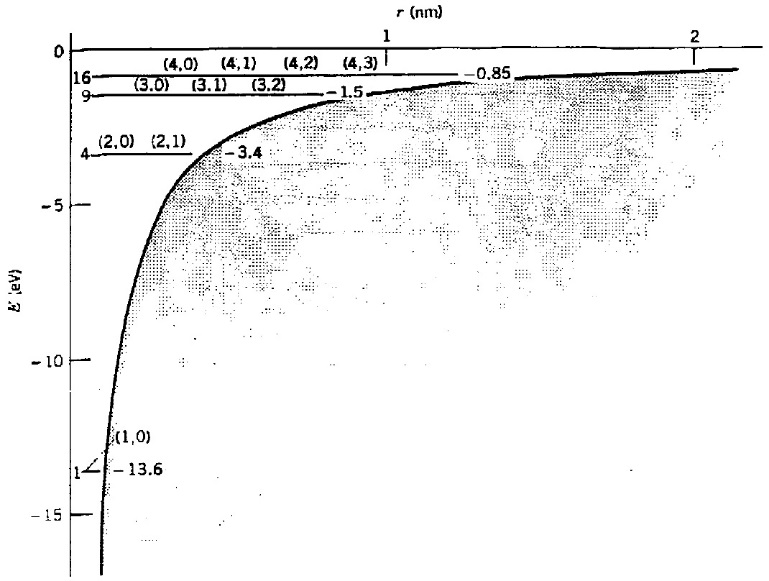 r (nm)
0 1 2
(4,0) (4,1) (4,2) (4,3)
16 −0.85
(3.0) (3.1) (3.2)
9 −1.5
(2,0) (2,1)
4 −3.4
−5
E (eV)
−10
(1,0)
1 −13.6
−15